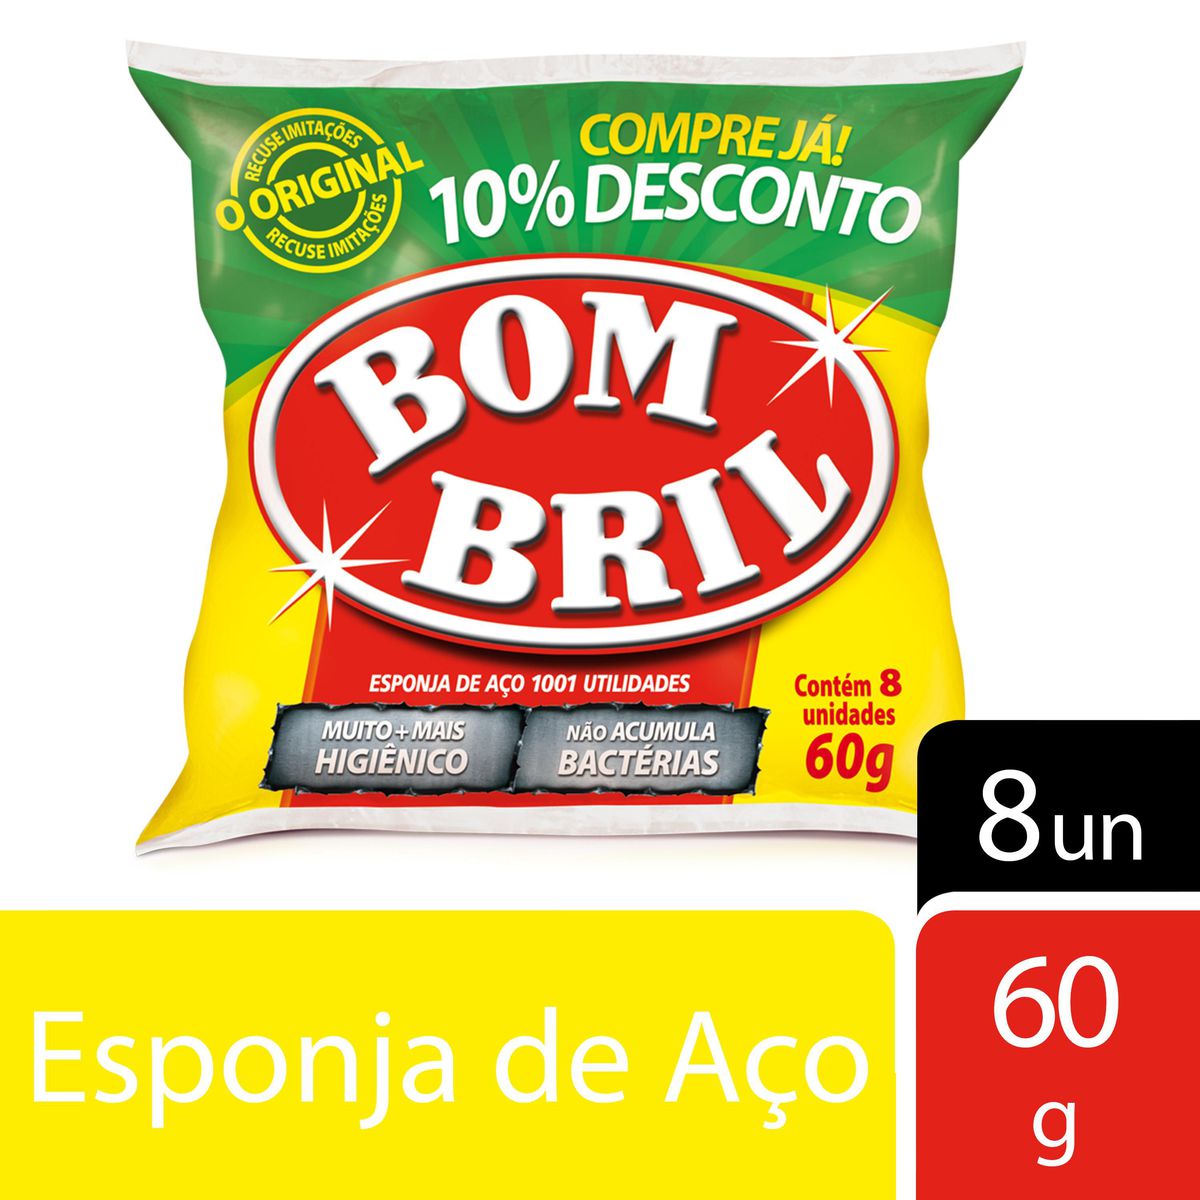 RECUSE IMITAÇÕES
O ORIGINAL
RECUSE IMITAÇÕES
COMPRE JÁ!
10% DESCONTO
BOM
BRIL
ESPONJA DE AÇO 1001 UTILIDADES
MUITO + MAIS
HIGIÊNICO
NÃO ACUMULA
BACTÉRIAS
Contém 8
unidades
60g
8 un
Esponja de Aço
60
g